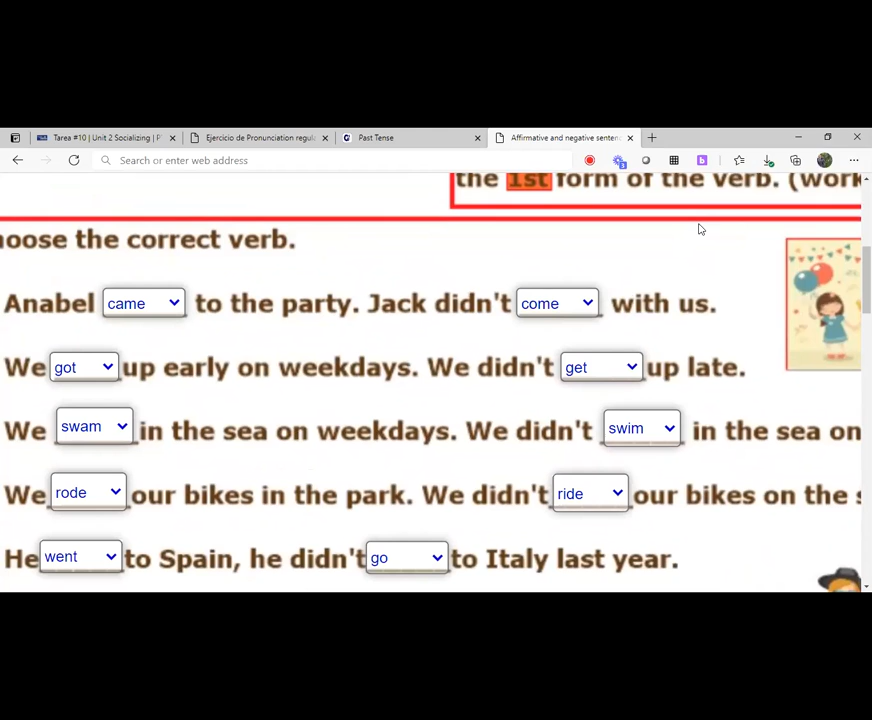 Tarea #10 | Unit 2 Socializing | P
Ejercicio de Pronunciation regula
Past Tense
Affirmative and negative senten
Search or enter web address
the 1st form of the verb. (work
hoose the correct verb.
Anabel came to the party. Jack didn't come with us.
We got up early on weekdays. We didn't get up late.
We swam in the sea on weekdays. We didn't swim in the sea on
We rode our bikes in the park. We didn't ride our bikes on the s
He went to Spain, he didn't go to Italy last year.